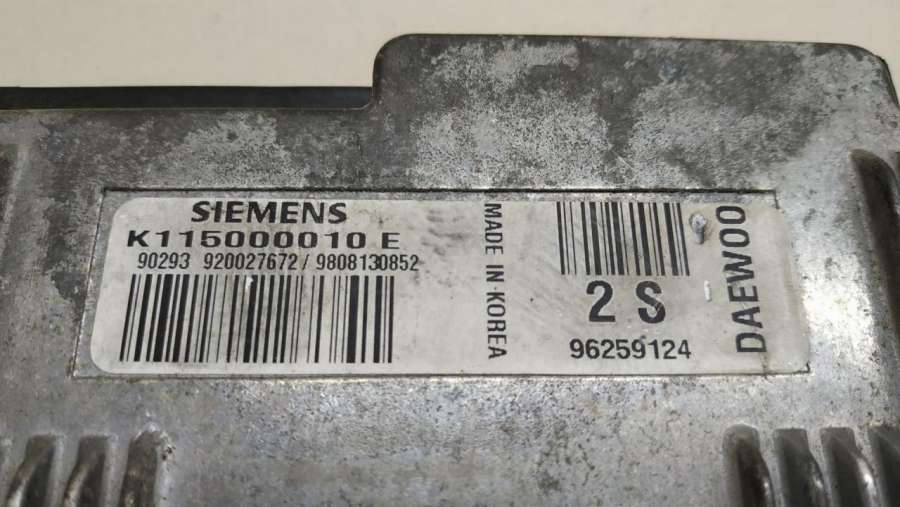 SIEMENS
K115000010 E
90293 920027672 / 9808130852
MADE IN KOREA
2 S
96259124
DAEWOO